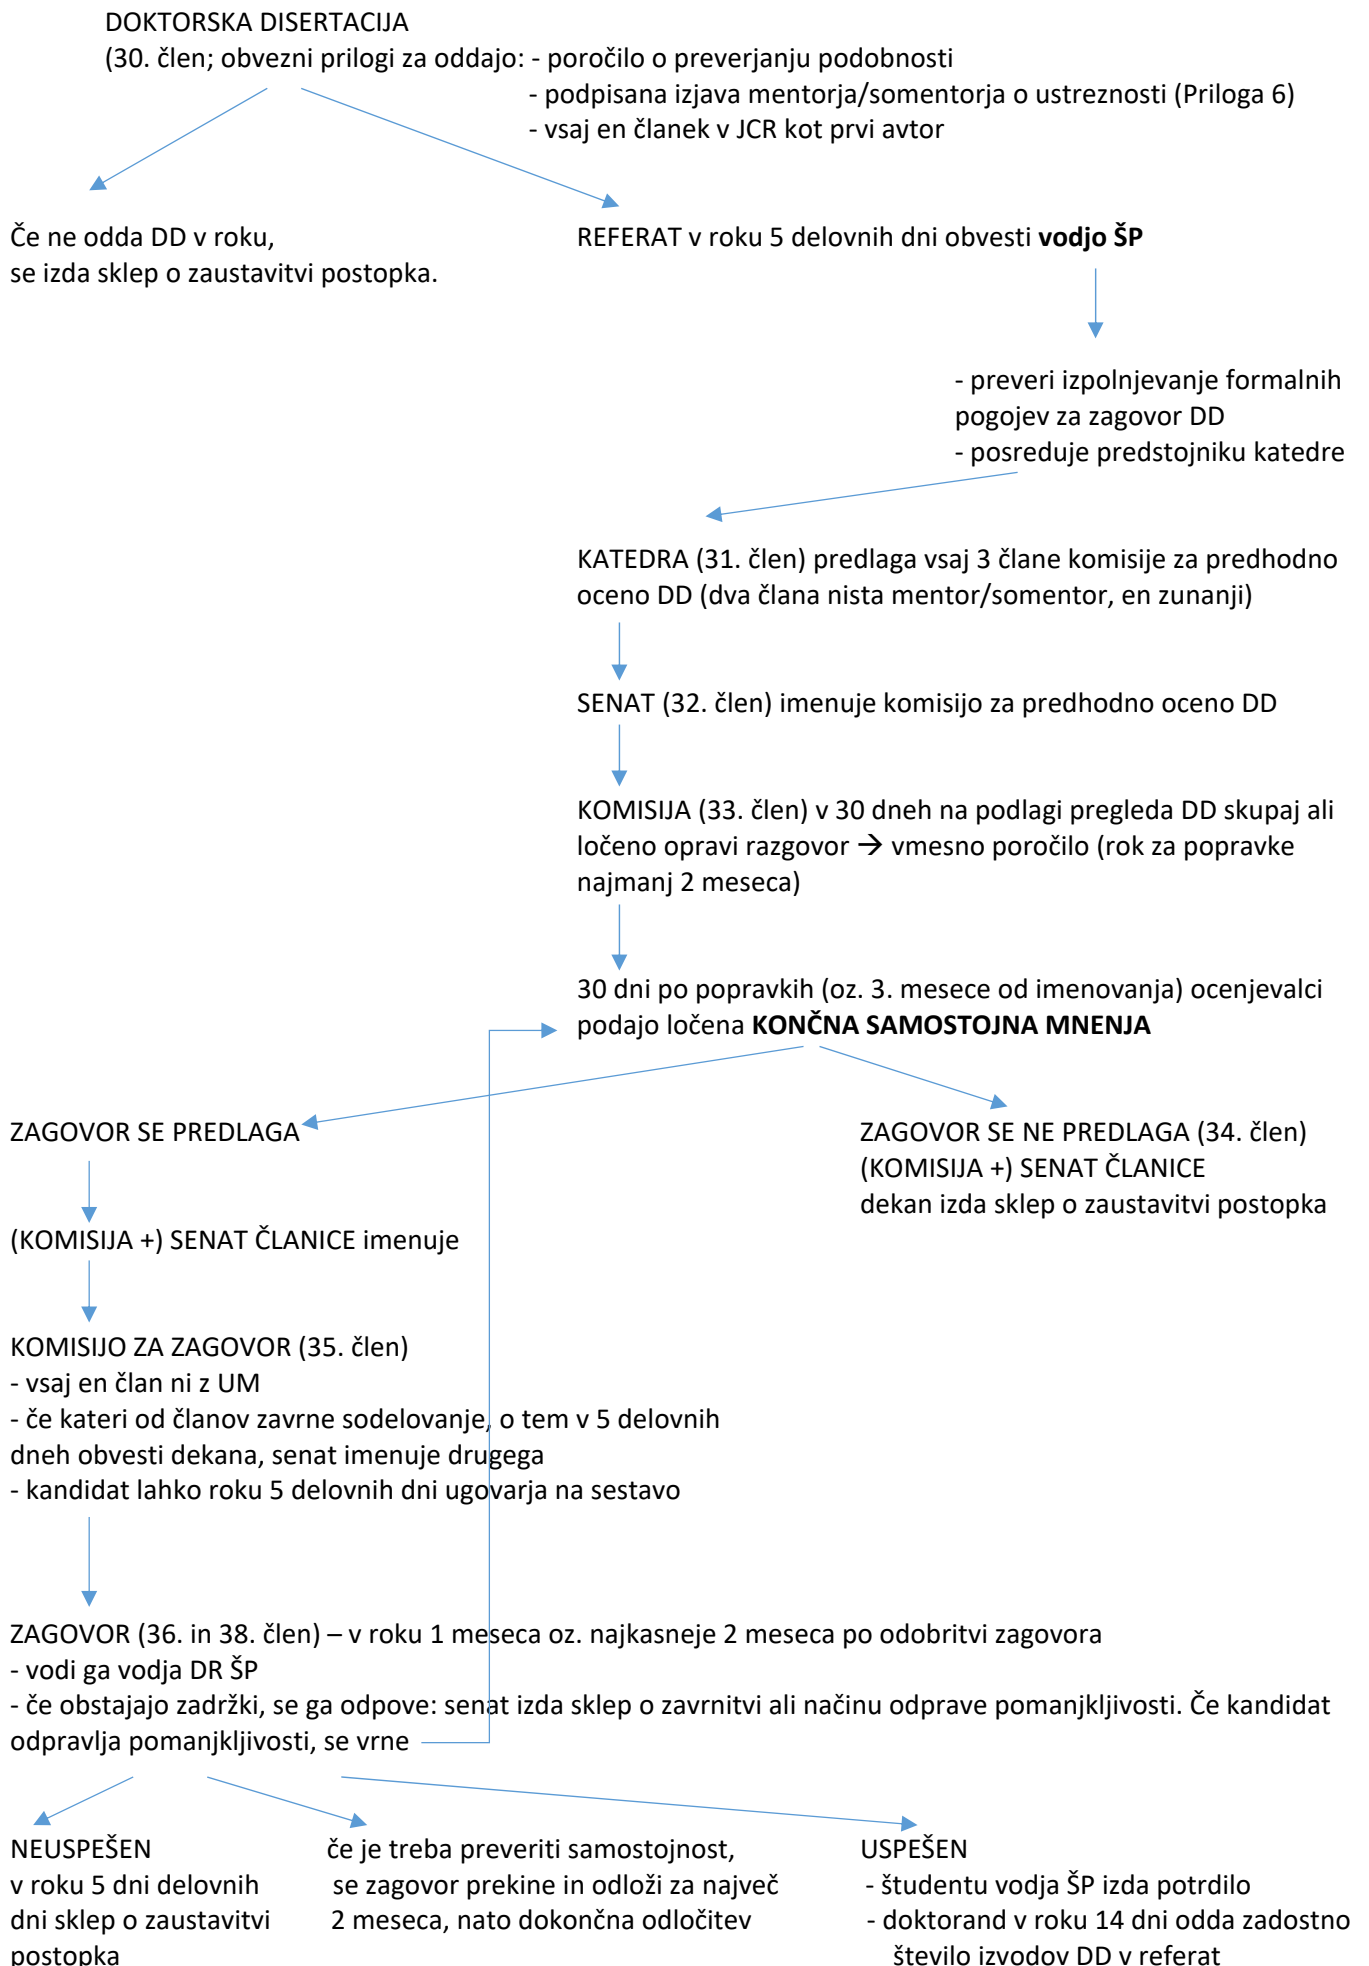 DOKTORSKA DISERTACIJA
(30. člen; obvezni prilogi za oddajo: - poročilo o preverjanju podobnosti
- podpisana izjava mentorja/somentorja o ustreznosti (Priloga 6)
- vsaj en članek v JCR kot prvi avtor
Če ne odda DD v roku,
se izda sklep o zaustavitvi postopka.
REFERAT v roku 5 delovnih dni obvesti vodjo ŠP
- preveri izpolnjevanje formalnih
pogojev za zagovor DD
- posreduje predstojniku katedre
KATEDRA (31. člen) predlaga vsaj 3 člane komisije za predhodno
oceno DD (dva člana nista mentor/somentor, en zunanji)
SENAT (32. člen) imenuje komisijo za predhodno oceno DD
KOMISIJA (33. člen) v 30 dneh na podlagi pregleda DD skupaj ali
ločeno opravi razgovor → vmesno poročilo (rok za popravke
najmanj 2 meseca)
30 dni po popravkih (oz. 3. mesece od imenovanja) ocenjevalci
podajo ločena KONČNA SAMOSTOJNA MNENJA
ZAGOVOR SE PREDLAGA
ZAGOVOR SE NE PREDLAGA (34. člen)
(KOMISIJA +) SENAT ČLANICE
dekan izda sklep o zaustavitvi postopka
(KOMISIJA +) SENAT ČLANICE imenuje
KOMISIJO ZA ZAGOVOR (35. člen)
- vsaj en član ni z UM
- če kateri od članov zavrne sodelovanje, o tem v 5 delovnih
dneh obvesti dekana, senat imenuje drugega
- kandidat lahko roku 5 delovnih dni ugovarja na sestavo
ZAGOVOR (36. in 38. člen) – v roku 1 meseca oz. najkasneje 2 meseca po odobritvi zagovora
- vodi ga vodja DR ŠP
- če obstajajo zadržki, se ga odpove: senat izda sklep o zavrnitvi ali načinu odprave pomanjkljivosti. Če kandidat
odpravlja pomanjkljivosti, se vrne
NEUSPEŠEN
v roku 5 dni delovnih
dni sklep o zaustavitvi
postopka
če je treba preveriti samostojnost,
se zagovor prekine in odloži za največ
2 meseca, nato dokončna odločitev
USPEŠEN
- študentu vodja ŠP izda potrdilo
- doktorand v roku 14 dni odda zadostno
število izvodov DD v referat